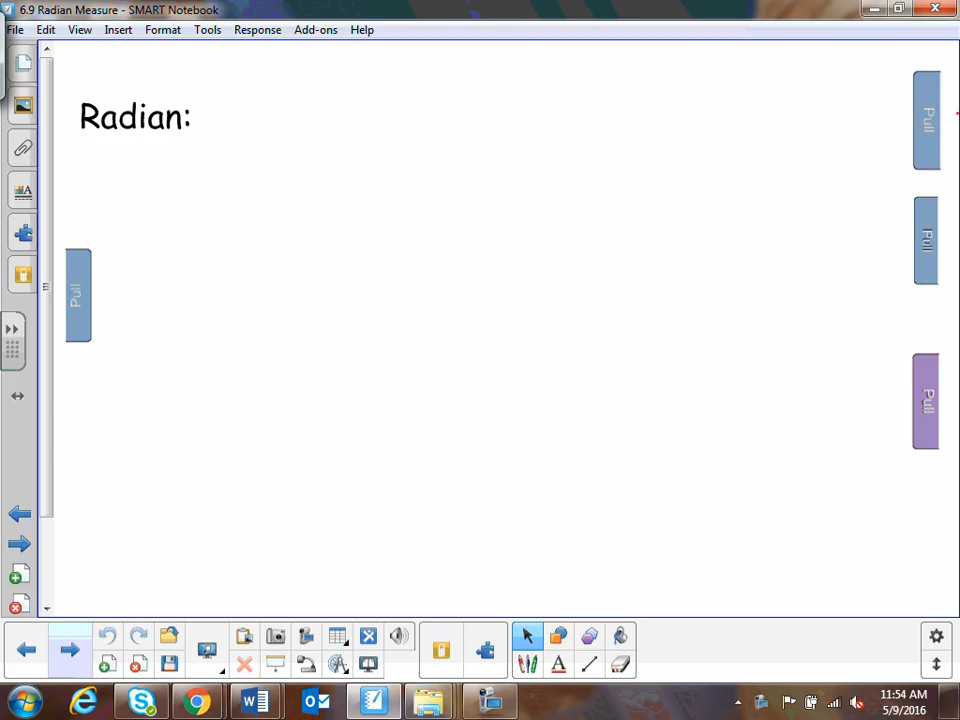 6.9 Radian Measure - SMART Notebook
File Edit View Insert Format Tools Response Add-ons Help
Radian:
Pull
Pull
Pull
Pull
11:54 AM
5/9/2016